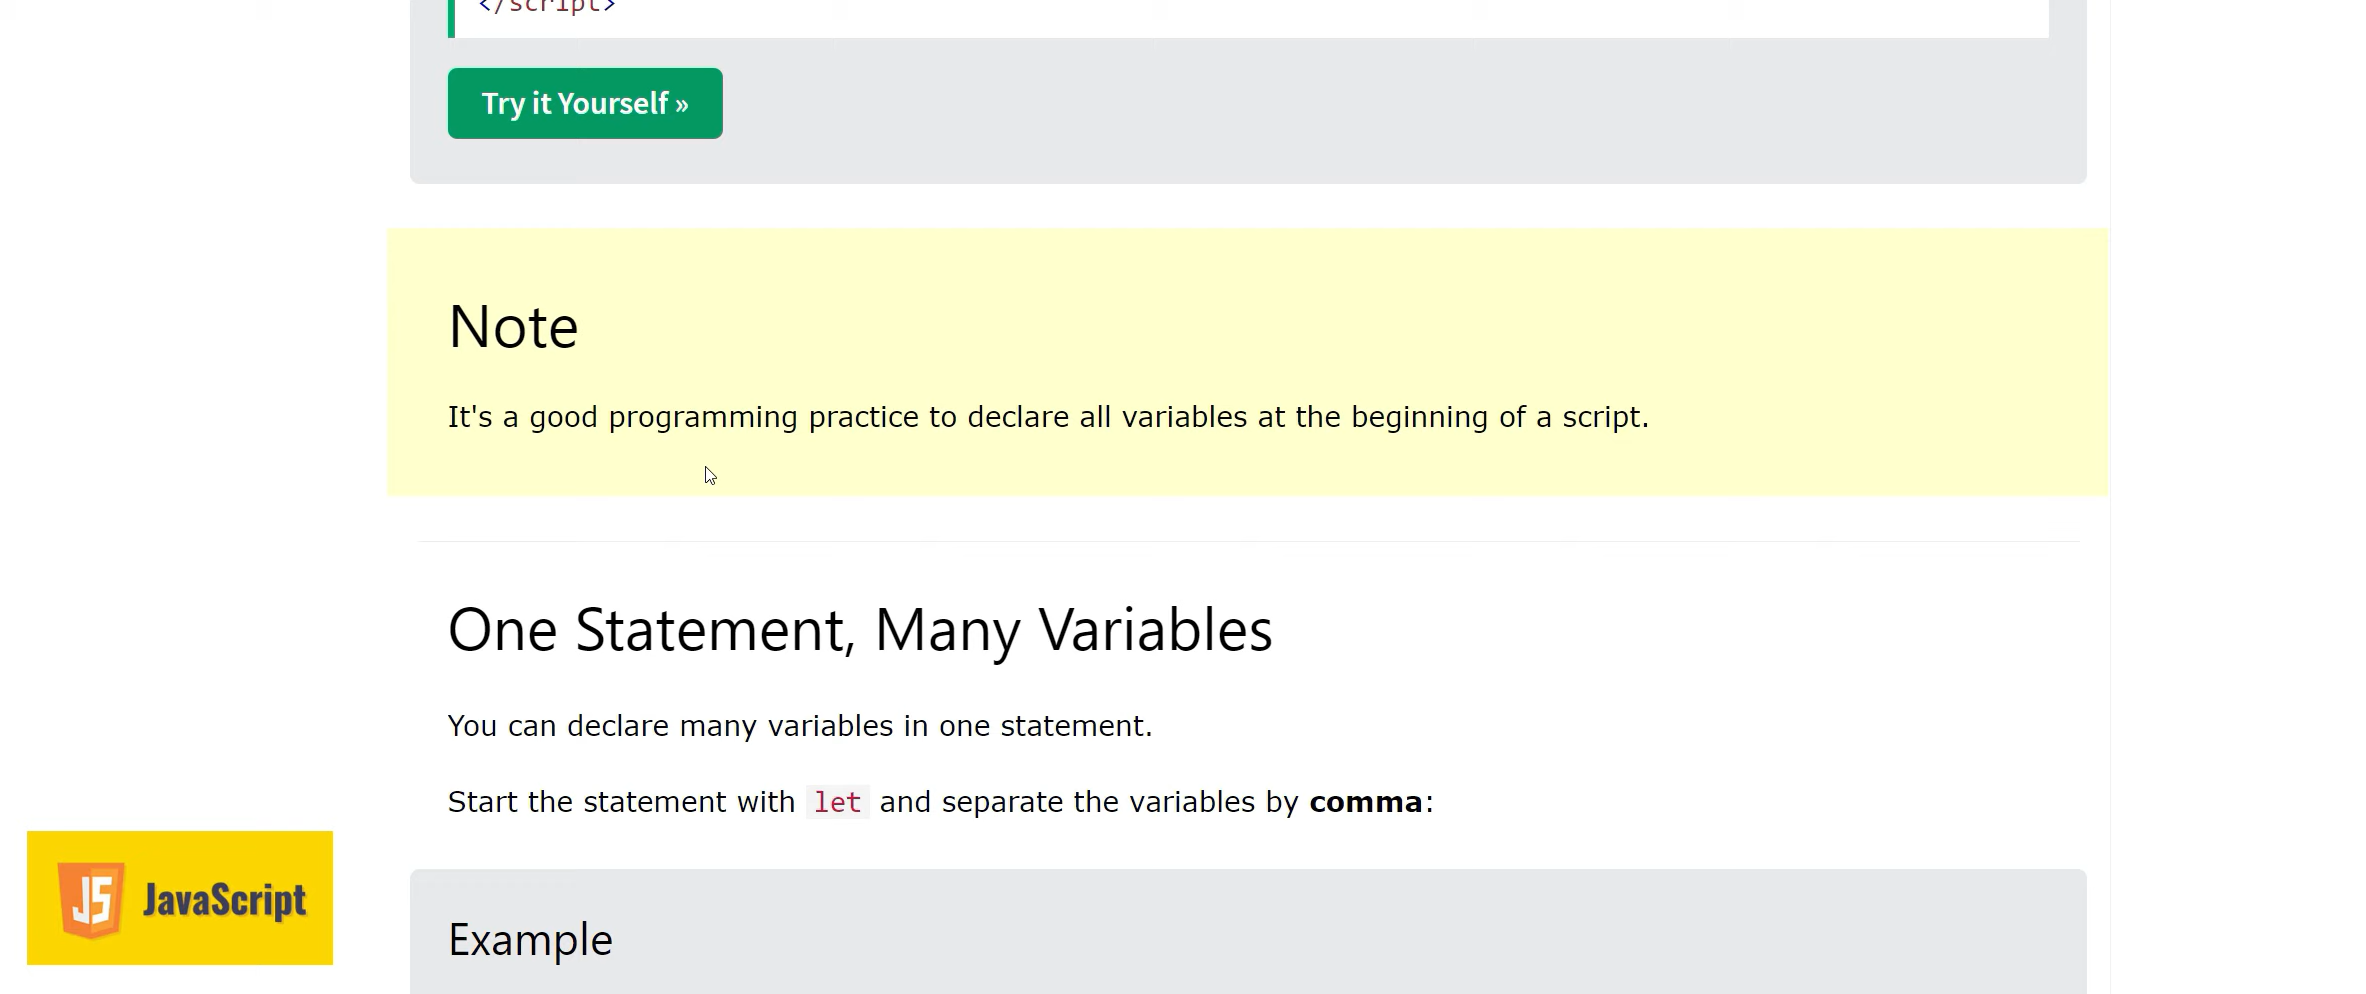 </script>
Try it Yourself »
Note
It's a good programming practice to declare all variables at the beginning of a script.
One Statement, Many Variables
You can declare many variables in one statement.
Start the statement with let and separate the variables by comma:
JS JavaScript
Example